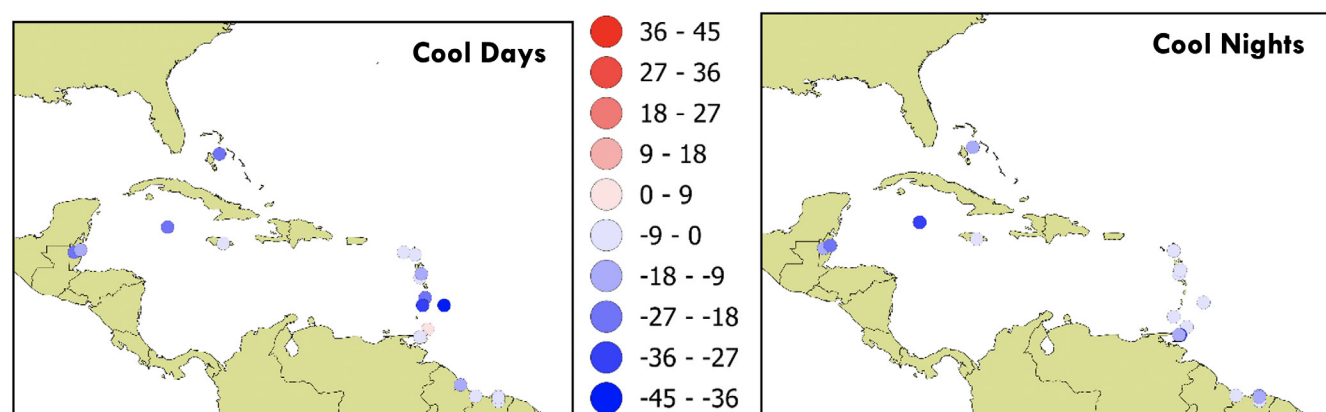 Cool Days
36 - 45
27 - 36
18 - 27
9 - 18
0 - 9
-9 - 0
-18 - -9
-27 - -18
-36 - -27
-45 - -36
Cool Nights